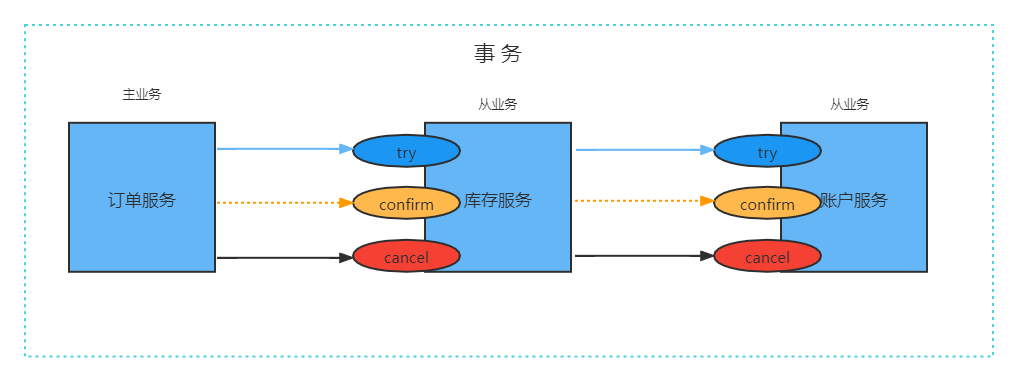 事 务
主业务
从业务
从业务
订单服务
try
confirm
cancel
库存服务
try
confirm
cancel
账户服务